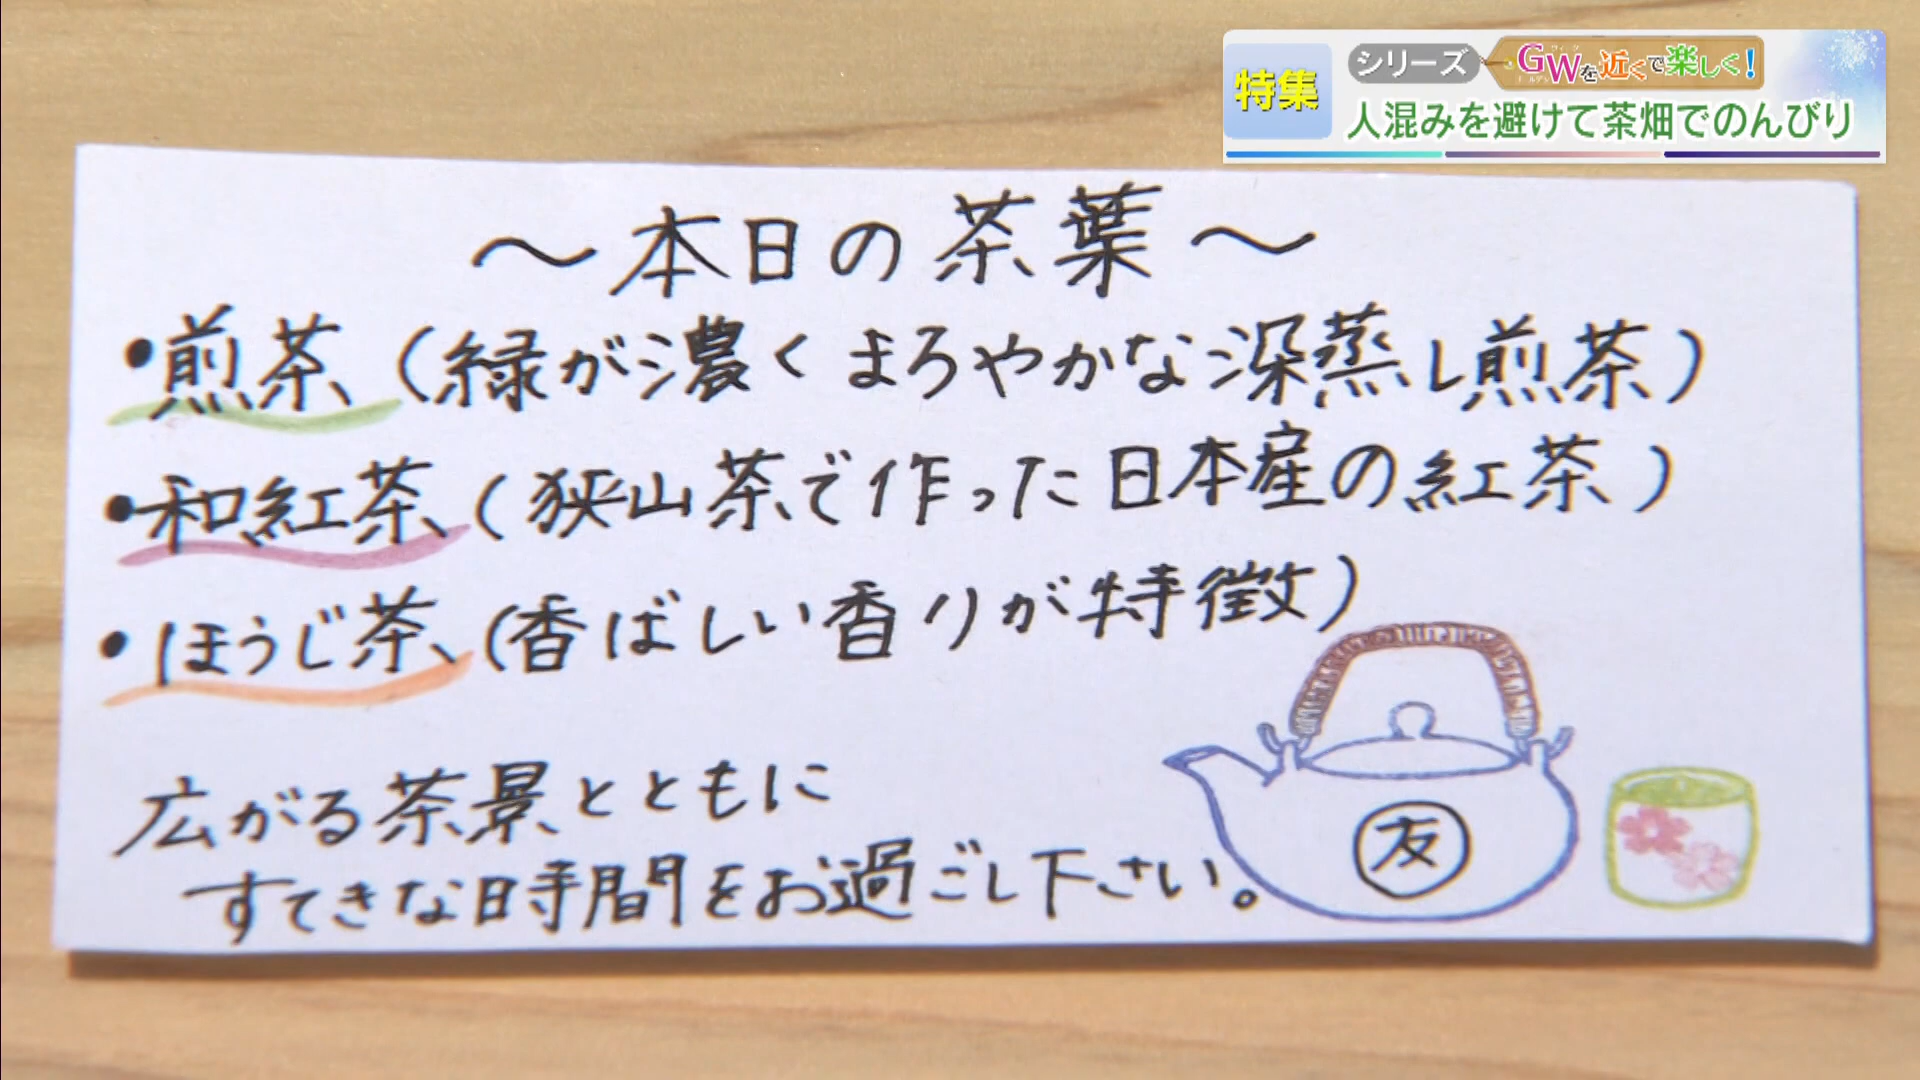 特集
シリーズ
GWを近くで楽しく!
人混みを避けて茶畑でのんびり
〜本日の茶葉〜
•煎茶(緑が濃くまろやかな深蒸し煎茶)
•和紅茶(狭山茶で作った日本産の紅茶)
•ほうじ茶(香ばしい香りが特徴)
広がる茶景とともに
すてきな時間をお過ごし下さい。
友